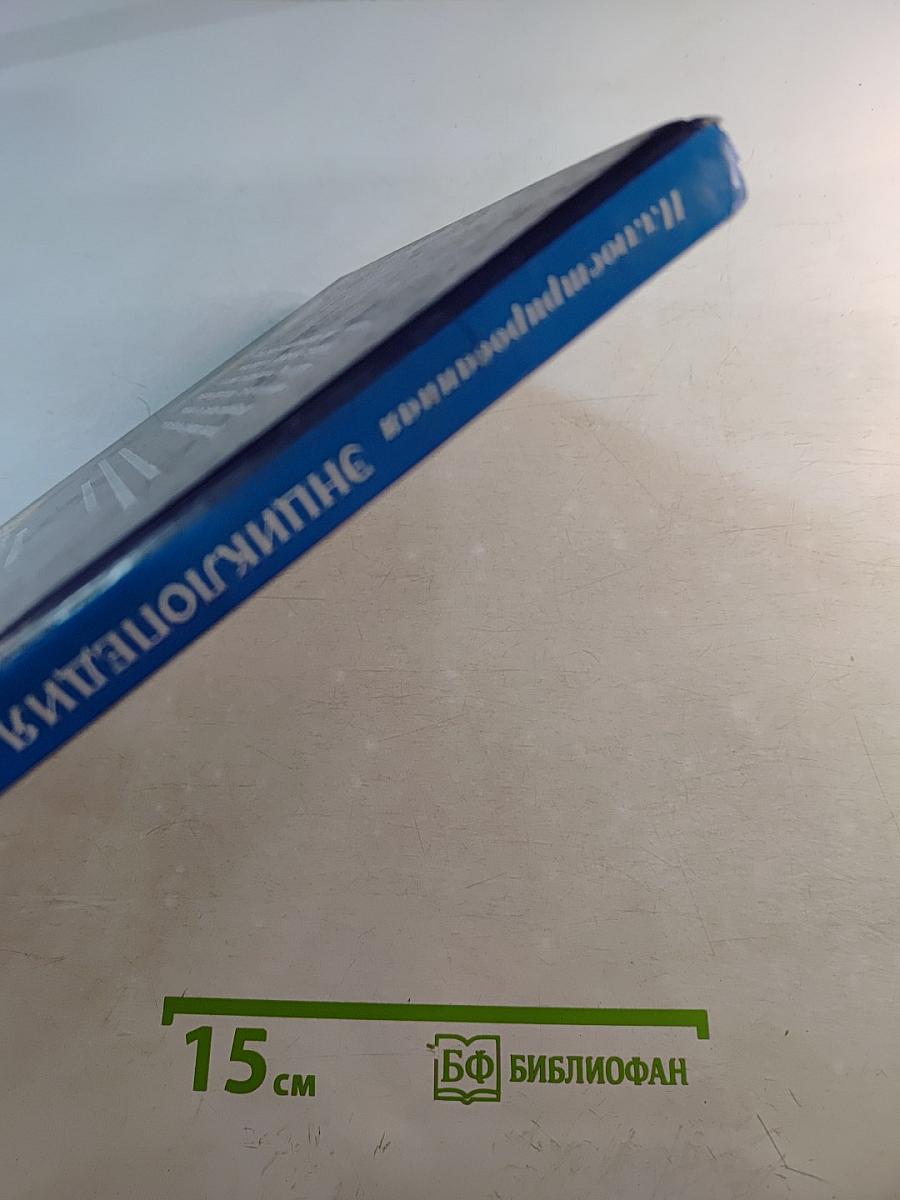 Иллюстрированная ЭНЦИКЛОПЕДИЯ
15 см
БФ БИБЛИОФАН